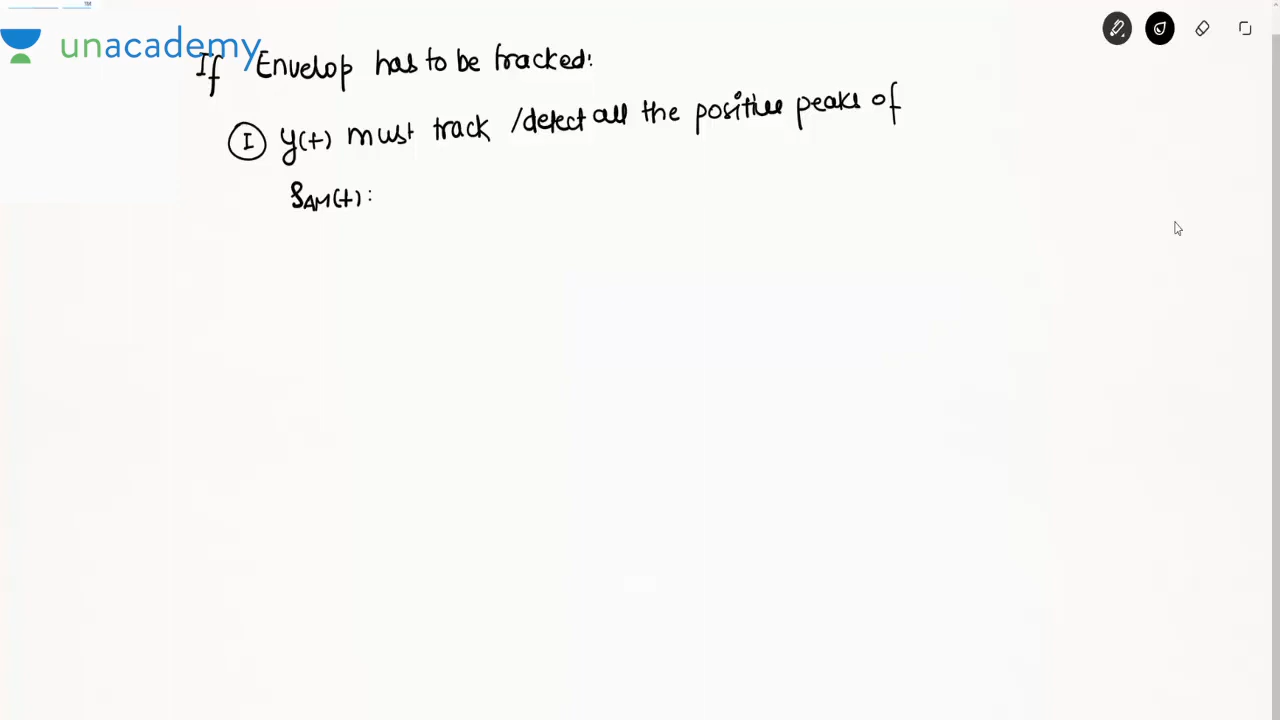 unacademy
If Envelop has to be tracked:
I y(t) must track /detect all the positive peaks of
SAM(t):